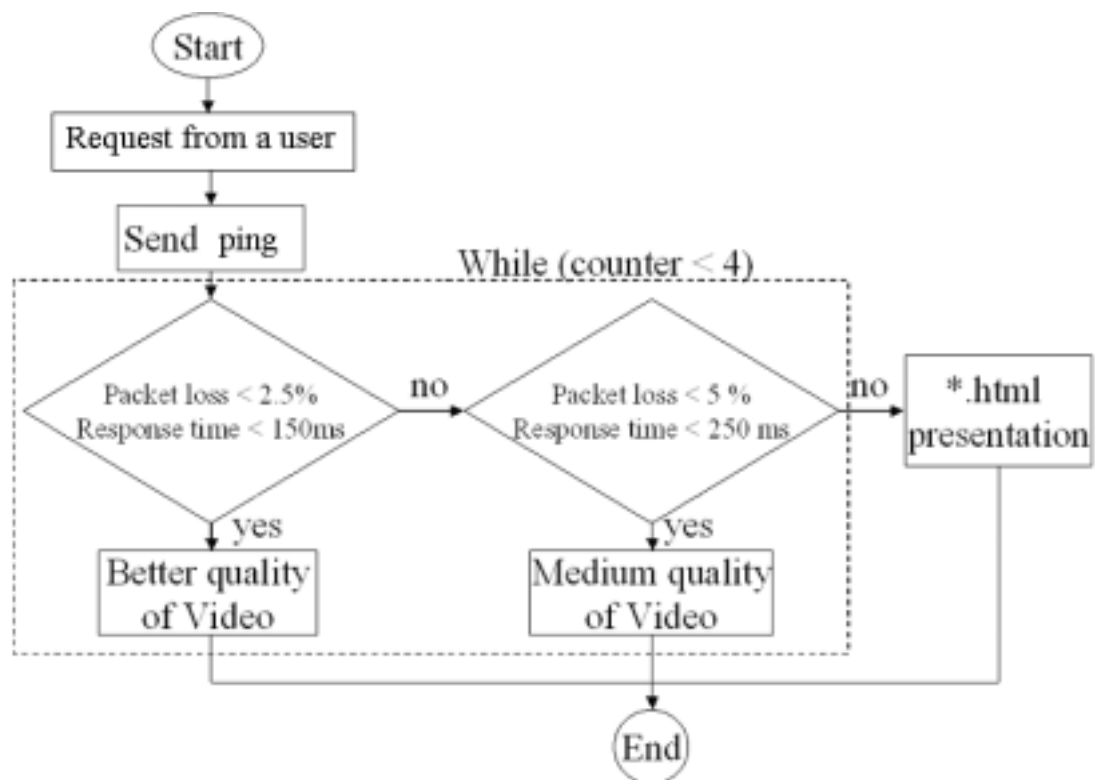 Start
Request from a user
Send ping
While (counter < 4)
Packet loss < 2.5%
Response time < 150ms
no
Packet loss < 5 %
Response time < 250 ms
no
*.html
presentation
yes
Better quality
of Video
yes
Medium quality
of Video
End